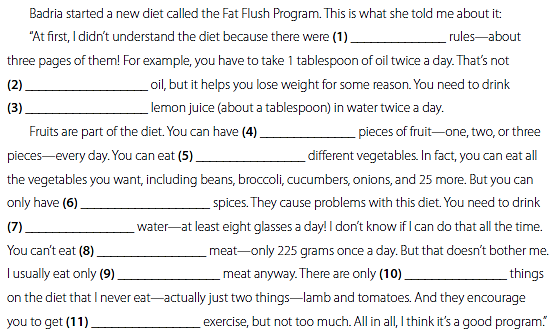 Badria started a new diet called the Fat Flush Program. This is what she told me about it:
“At first, I didn’t understand the diet because there were (1) _______________ rules—about
three pages of them! For example, you have to take 1 tablespoon of oil twice a day. That’s not
(2) ___________________ oil, but it helps you lose weight for some reason. You need to drink
(3) ___________________ lemon juice (about a tablespoon) in water twice a day.
Fruits are part of the diet. You can have (4) _______________ pieces of fruit—one, two, or three
pieces—every day. You can eat (5) _________________ different vegetables. In fact, you can eat all
the vegetables you want, including beans, broccoli, cucumbers, onions, and 25 more. But you can
only have (6) ____________________ spices. They cause problems with this diet. You need to drink
(7) _________________ water—at least eight glasses a day! I don’t know if I can do that all the time.
You can’t eat (8) _________________ meat—only 225 grams once a day. But that doesn’t bother me.
I usually eat only (9) ________________ meat anyway. There are only (10) ________________ things
on the diet that I never eat—actually just two things—lamb and tomatoes. And they encourage
you to get (11) _________________ exercise, but not too much. All in all, I think it’s a good program.”